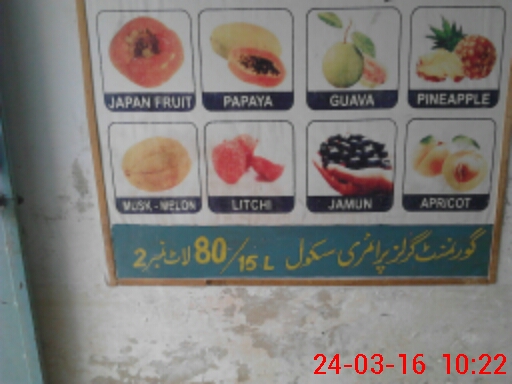 JAPAN FRUIT PAPAYA GUAVA PINEAPPLE
MUSK-MELON LITCHI JAMUN APRICOT
گورنمنٹ گرلز پرائمری سکول 80/15 L لاٹ نمبر 2
24-03-16 10:22